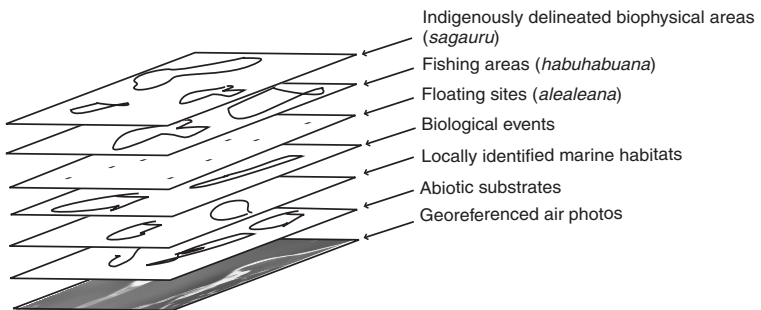 Indigenously delineated biophysical areas
(sagauru)
Fishing areas (habuhabuana)
Floating sites (alealeana)
Biological events
Locally identified marine habitats
Abiotic substrates
Georeferenced air photos